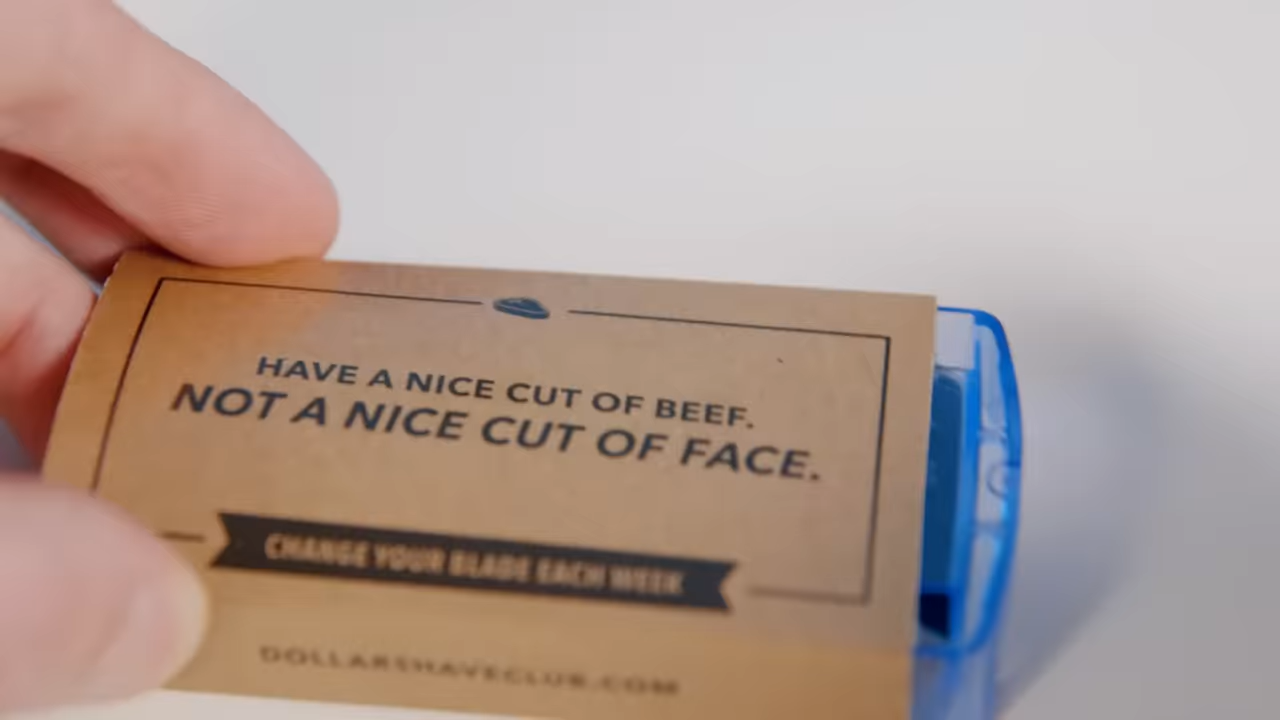 HAVE A NICE CUT OF BEEF.
NOT A NICE CUT OF FACE.
CHANGE YOUR BLADE EACH WEEK
DOLLARSHAVECLUB.COM